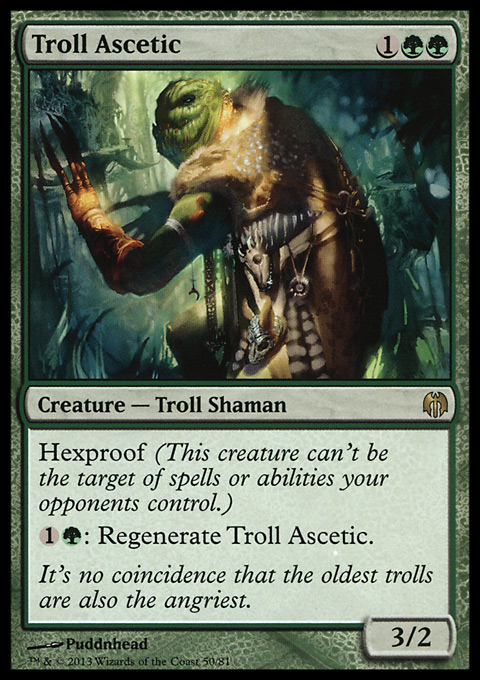 Troll Ascetic 1
Creature — Troll Shaman
Hexproof (This creature can't be
the target of spells or abilities your
opponents control.)
1: Regenerate Troll Ascetic.
It's no coincidence that the oldest trolls
are also the angriest.
3/2
Puddnhead
™ & © 2013 Wizards of the Coast 50/81